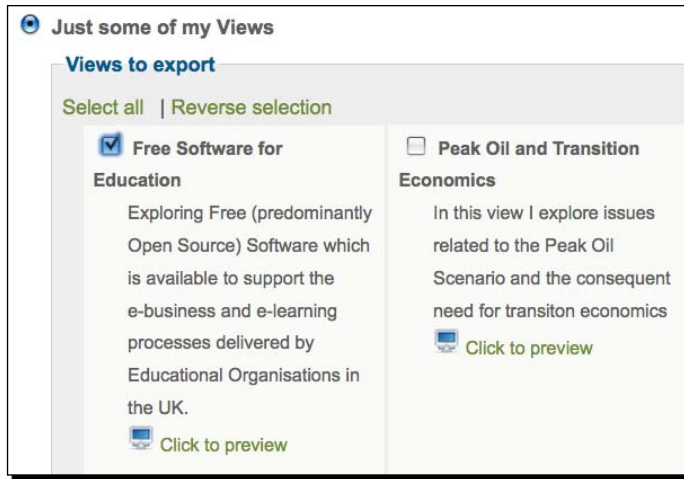 Just some of my Views
Views to export
Select all | Reverse selection
Free Software for
Education
Exploring Free (predominantly
Open Source) Software which
is available to support the
e-business and e-learning
processes delivered by
Educational Organisations in
the UK.
Click to preview
Peak Oil and Transition
Economics
In this view I explore issues
related to the Peak Oil
Scenario and the consequent
need for transiton economics
Click to preview